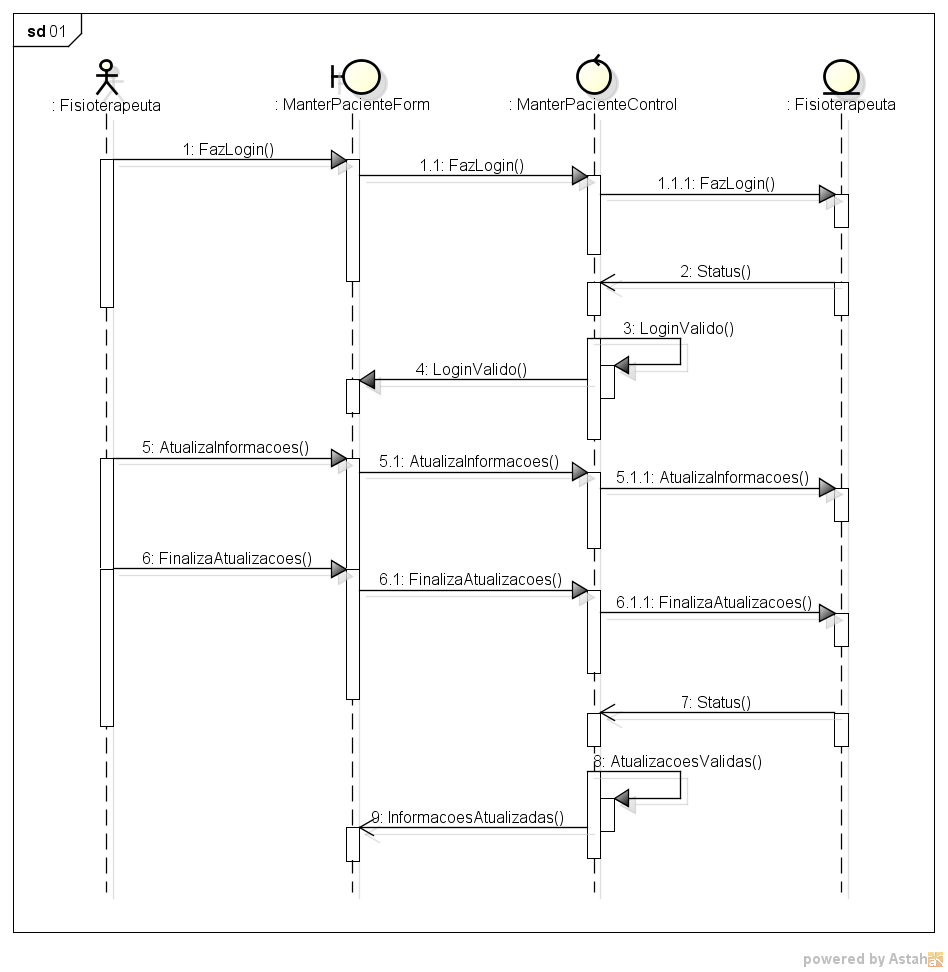 sd 01
: Fisioterapeuta
: ManterPacienteForm
: ManterPacienteControl
: Fisioterapeuta
1: FazLogin()
1.1: FazLogin()
1.1.1: FazLogin()
2: Status()
3: LoginValido()
4: LoginValido()
5: AtualizaInformacoes()
5.1: AtualizaInformacoes()
5.1.1: AtualizaInformacoes()
6: FinalizaAtualizacoes()
6.1: FinalizaAtualizacoes()
6.1.1: FinalizaAtualizacoes()
7: Status()
8: AtualizacoesValidas()
9: InformacoesAtualizadas()
powered by Astah